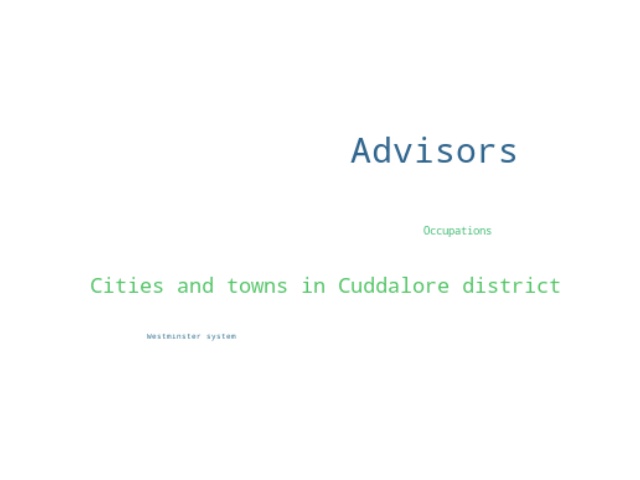 Advisors
Occupations
Cities and towns in Cuddalore district
Westminster system